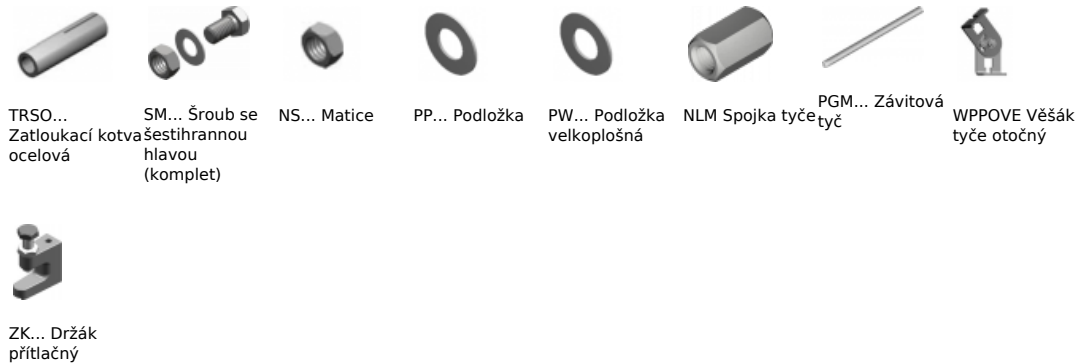 TRSO...
Zatloukací kotva
ocelová
SM... Šroub se
šestihrannou
hlavou
(komplet)
NS... Matice
PP... Podložka
PW... Podložka
velkoplošná
NLM Spojka tyče
PGM... Závitová
tyč
WPPOVE Věšák
tyče otočný
ZK... Držák
přítlačný